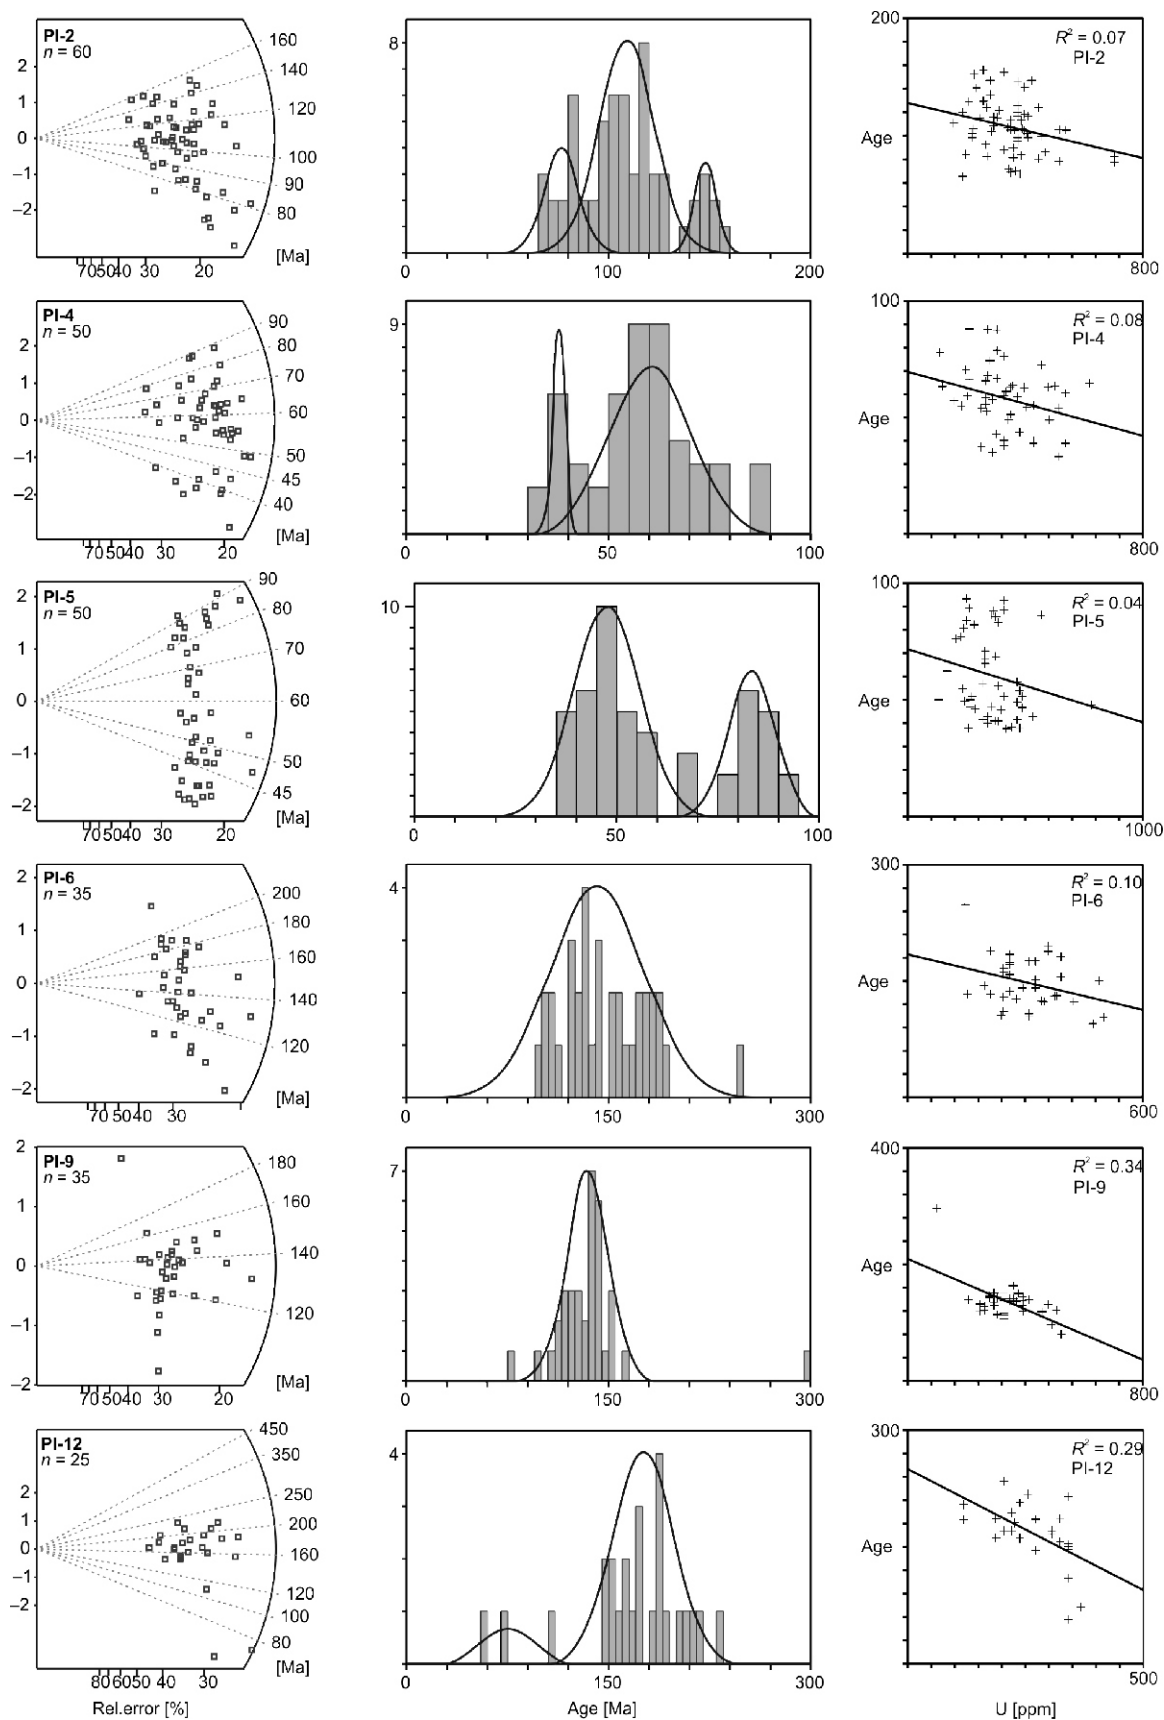 PI-2
n = 60
2
1
0
–1
–2
160
140
120
100
90
80
[Ma]
70 50 40 30 20
8
0 100 200
200
R² = 0.07
PI-2
Age
800
PI-4
n = 50
2
1
0
–1
–2
90
80
70
60
50
45
40
[Ma]
70 50 40 30 20
9
0 50 100
100
R² = 0.08
PI-4
Age
800
PI-5
n = 50
2
1
0
–1
–2
90
80
70
60
50
45
[Ma]
70 50 40 30 20
10
0 50 100
100
R² = 0.04
PI-5
Age
1000
PI-6
n = 35
2
1
0
–1
–2
200
180
160
140
120
[Ma]
70 50 40 30
4
0 150 300
300
R² = 0.10
PI-6
Age
600
PI-9
n = 35
2
1
0
–1
–2
180
160
140
120
[Ma]
70 50 40 30 20
7
0 150 300
400
R² = 0.34
PI-9
Age
800
PI-12
n = 25
2
1
0
–1
–2
450
350
250
200
160
120
100
80
[Ma]
80 60 50 40 30
4
0 150 300
300
R² = 0.29
PI-12
Age
500
Rel.error [%]
Age [Ma]
U [ppm]